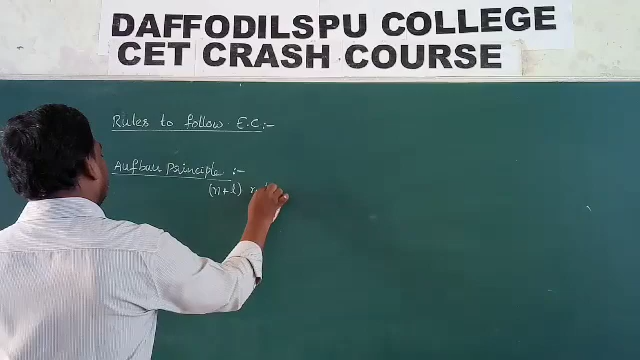 DAFFODILSPU COLLEGE
CET CRASH COURSE
Rules to follow E.C:-
Aufbau Principle :-
(n+l)